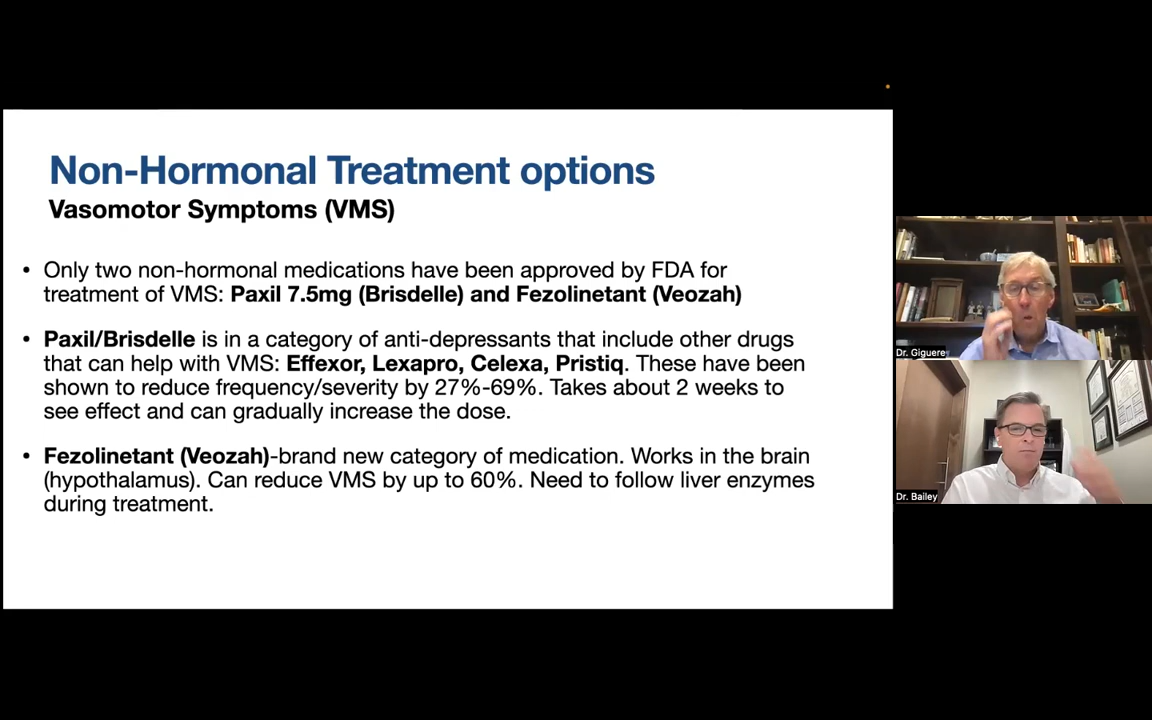 Non-Hormonal Treatment options
Vasomotor Symptoms (VMS)
• Only two non-hormonal medications have been approved by FDA for
treatment of VMS: Paxil 7.5mg (Brisdelle) and Fezolinetant (Veozah)
• Paxil/Brisdelle is in a category of anti-depressants that include other drugs
that can help with VMS: Effexor, Lexapro, Celexa, Pristiq. These have been
shown to reduce frequency/severity by 27%-69%. Takes about 2 weeks to
see effect and can gradually increase the dose.
• Fezolinetant (Veozah)-brand new category of medication. Works in the brain
(hypothalamus). Can reduce VMS by up to 60%. Need to follow liver enzymes
during treatment.
Dr. Giguere
Dr. Bailey